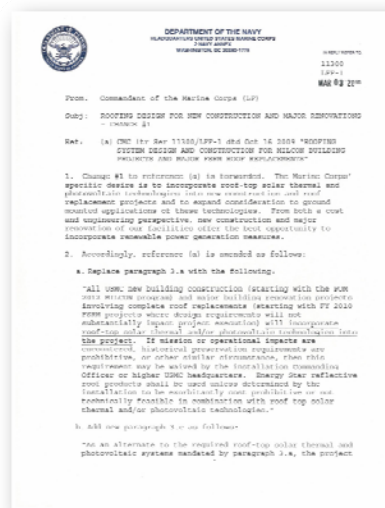 DEPARTMENT OF THE NAVY
HEADQUARTERS UNITED STATES MARINE CORPS
2 NAVY ANNEX
WASHINGTON, DC 20380-1775
IN REPLY REFER TO:
11300
LFF-1
MAR 03
From: Commandant of the Marine Corps (LF)
Subj: ROOFING DESIGN FOR NEW CONSTRUCTION AND MAJOR RENOVATIONS
- CHANGE #1
Ref: (a) CMC ltr Ser 11300/LFF-1 dtd Oct 16 2009 "ROOFING
SYSTEM DESIGN AND CONSTRUCTION FOR MILCON BUILDING
PROJECTS AND MAJOR FSRM ROOF REPLACEMENTS"
1. Change #1 to reference (a) is forwarded. The Marine Corps'
specific desire is to incorporate roof-top solar thermal and
photovoltaic technologies into new construction and roof
replacement projects and to expand consideration to ground
mounted applications of these technologies. From both a cost
and engineering perspective, new construction and major
renovation of our facilities offer the best opportunity to
incorporate renewable power generation measures.
2. Accordingly, reference (a) is amended as follows:
a. Replace paragraph 3.a with the following.
"All USMC new building construction (starting with the POM
2012 MILCON program) and major building renovation projects
involving complete roof replacements (starting with FY 2010
FSRM projects where design requirements will not
substantially impact project execution) will incorporate
roof-top solar thermal and/or photovoltaic technologies into
the project. If mission or operational impacts are
encountered, historical preservation requirements are
prohibitive, or other similar circumstance, then this
requirement may be waived by the Installation Commanding
Officer or higher USMC headquarters. Energy Star reflective
roof products shall be used unless determined by the
installation to be exorbitantly cost prohibitive or not
technically feasible in combination with roof top solar
thermal and/or photovoltaic technologies."
b. Add new paragraph 3.e as follows:
"As an alternate to the required roof-top solar thermal and
photovoltaic systems mandated by paragraph 3.a, the project